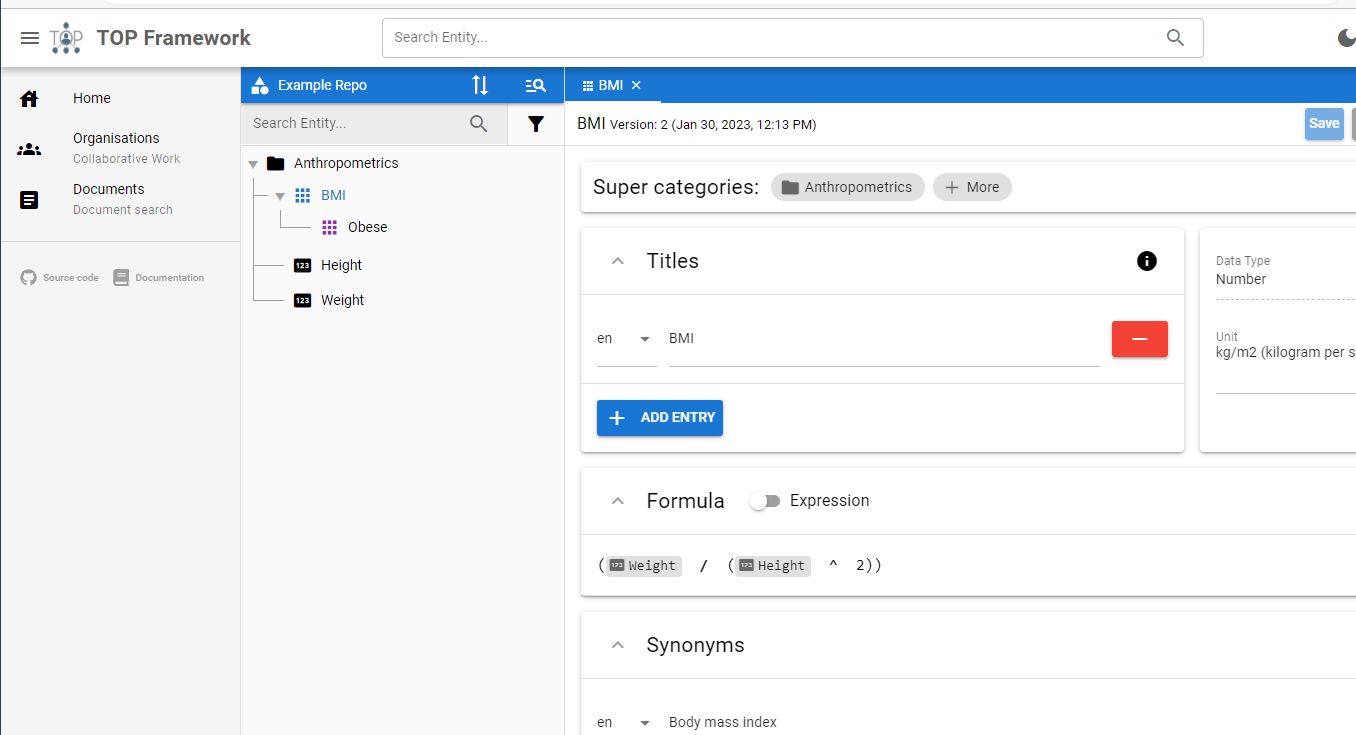 TOP TOP Framework
Search Entity...
Home
Organisations
Collaborative Work
Documents
Document search
Source code Documentation
Example Repo
Search Entity...
Anthropometrics
BMI
Obese
123 Height
123 Weight
BMI ×
BMI Version: 2 (Jan 30, 2023, 12:13 PM)
Save
Super categories: Anthropometrics + More
Titles
en BMI
+ ADD ENTRY
Data Type
Number
Unit
kg/m2 (kilogram per s
Formula Expression
(123 Weight / (123 Height ^ 2))
Synonyms
en Body mass index